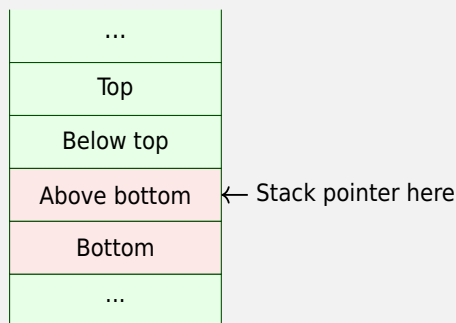 ...
Top
Below top
Above bottom
Stack pointer here
Bottom
...